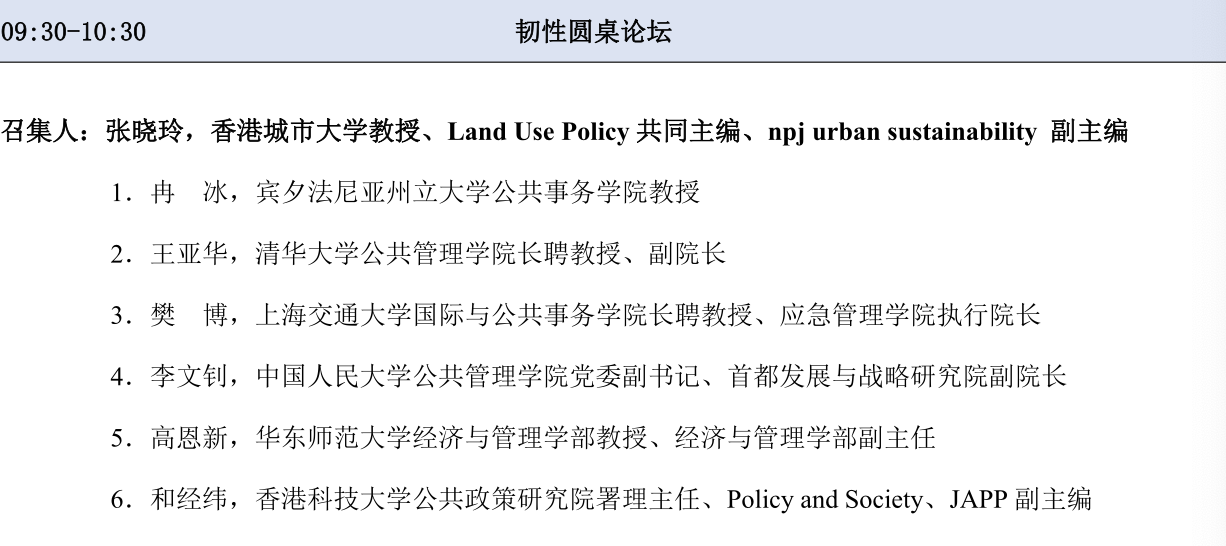 09:30-10:30 韧性圆桌论坛
召集人：张晓玲，香港城市大学教授、Land Use Policy 共同主编、npj urban sustainability 副主编
1．冉　冰，宾夕法尼亚州立大学公共事务学院教授
2．王亚华，清华大学公共管理学院长聘教授、副院长
3．樊　博，上海交通大学国际与公共事务学院长聘教授、应急管理学院执行院长
4．李文钊，中国人民大学公共管理学院党委副书记、首都发展与战略研究院副院长
5．高恩新，华东师范大学经济与管理学部教授、经济与管理学部副主任
6．和经纬，香港科技大学公共政策研究院署理主任、Policy and Society、JAPP 副主编